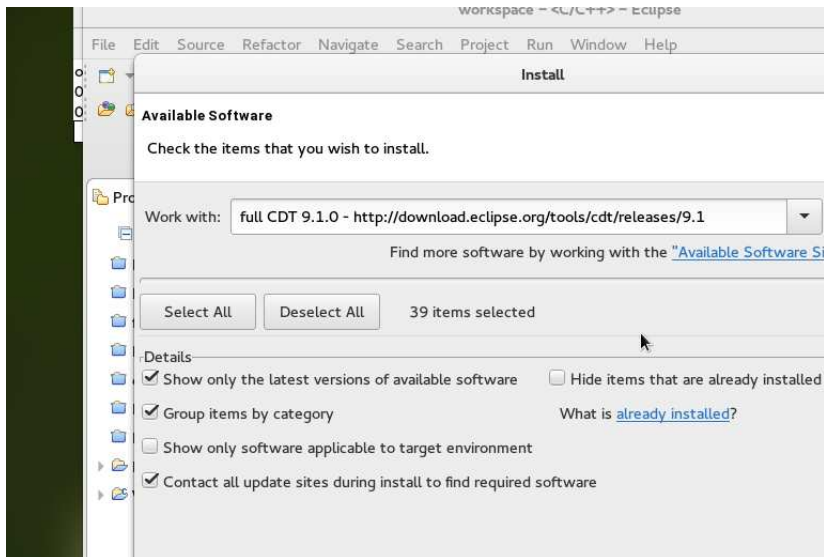 workspace – <C/C++> – Eclipse
File Edit Source Refactor Navigate Search Project Run Window Help
Install
Available Software
Check the items that you wish to install.
Pro
Work with: full CDT 9.1.0 - http://download.eclipse.org/tools/cdt/releases/9.1
Find more software by working with the "Available Software Si
Select All Deselect All 39 items selected
Details
Show only the latest versions of available software Hide items that are already installed
Group items by category What is already installed?
Show only software applicable to target environment
Contact all update sites during install to find required software